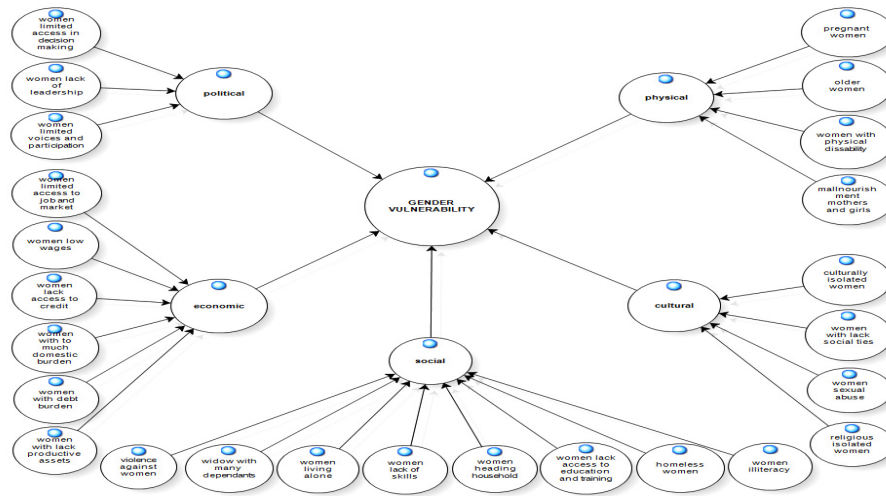 women
limited
access in
decision
making
women lack
of
leadership
women
limited
voices and
participation
political
women
limited
access to
job and
market
women low
wages
women
lack
access to
credit
women
with to
much
domestic
burden
women
with debt
burden
women
with lack
productive
assets
economic
GENDER
VULNERABILITY
social
violence
against
women
widow with
many
dependants
women
living
alone
women
lack of
skills
women
heading
household
women lack
access to
education
and training
homeless
women
women
illiteracy
physical
pregnant
women
older
women
women with
physical
dissability
mallnourish
ment
mothers
and girls
cultural
culturally
isolated
women
women
with lack
social ties
women
sexual
abuse
religious
isolated
women